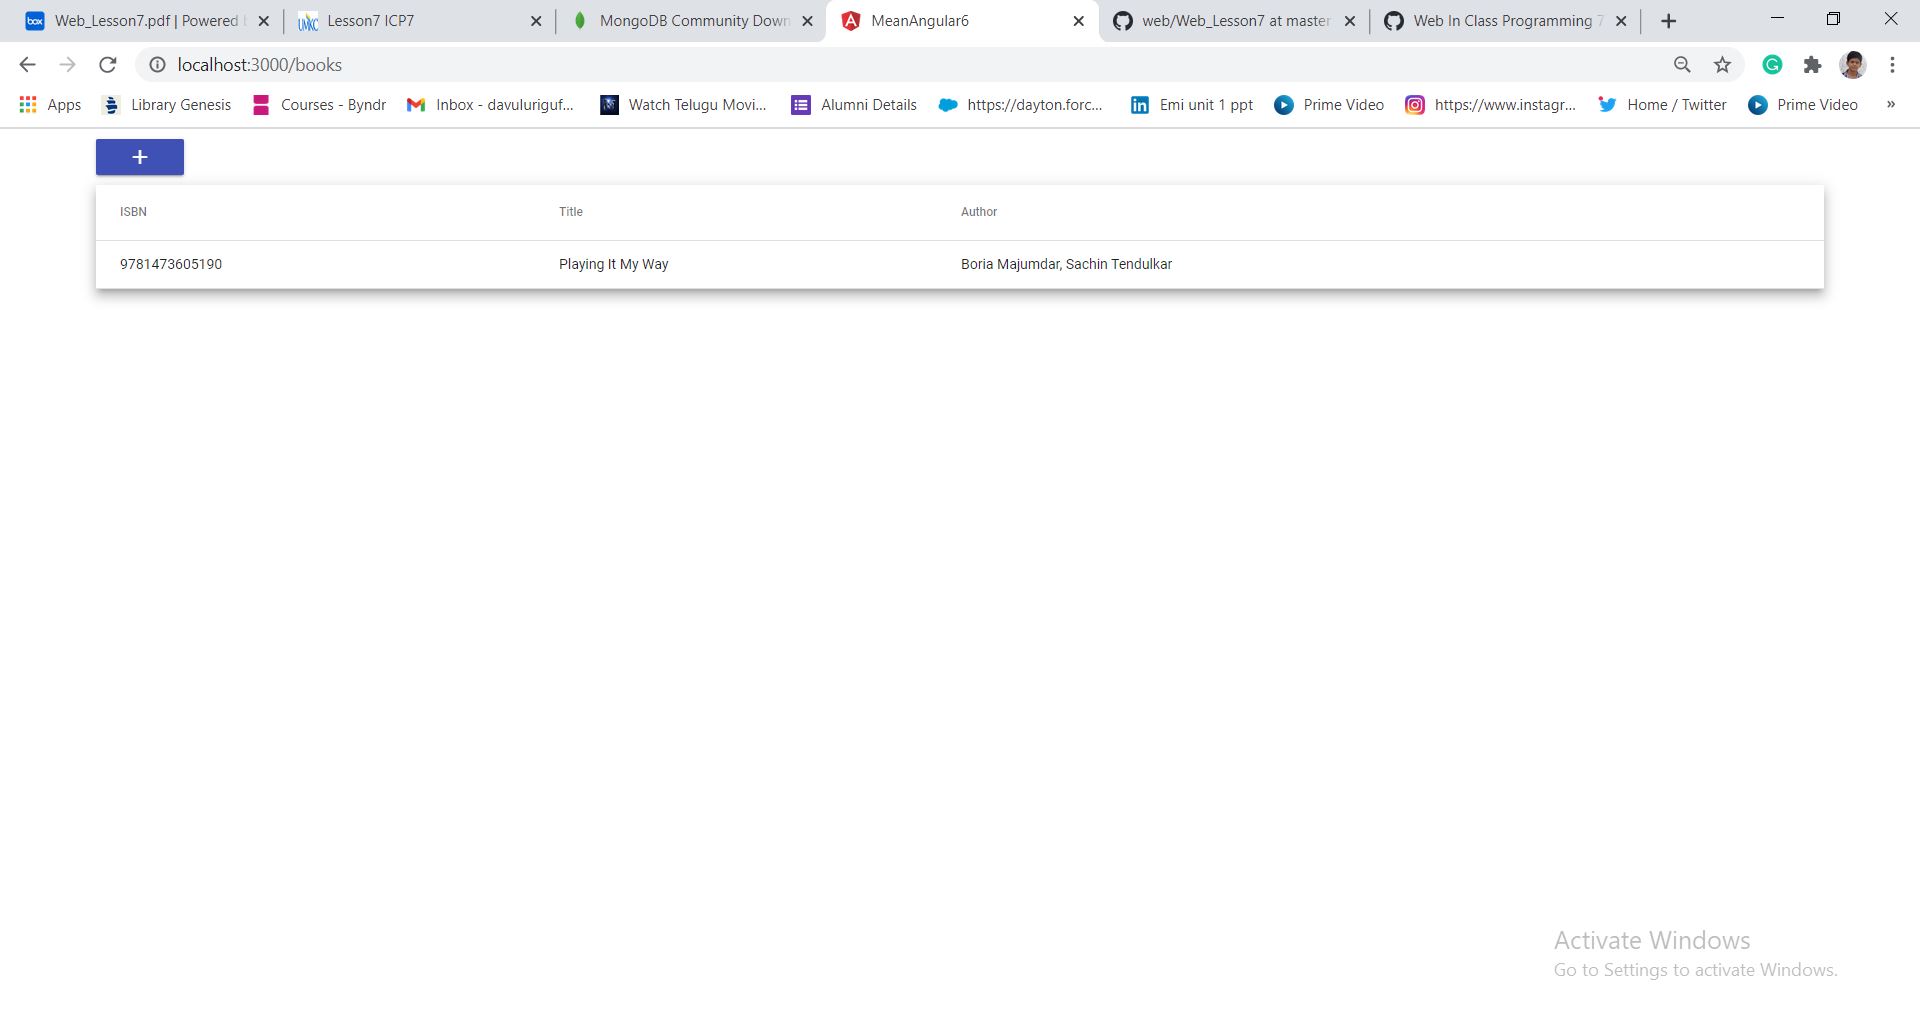 Web_Lesson7.pdf | Powered
Lesson7 ICP7
MongoDB Community Down
MeanAngular6
web/Web_Lesson7 at master
Web In Class Programming 7
localhost:3000/books
Apps
Library Genesis
Courses - Byndr
Inbox - davuluriguf...
Watch Telugu Movi...
Alumni Details
https://dayton.forc...
Emi unit 1 ppt
Prime Video
https://www.instagr...
Home / Twitter
Prime Video
»
+
ISBN Title Author
9781473605190 Playing It My Way Boria Majumdar, Sachin Tendulkar
Activate Windows
Go to Settings to activate Windows.